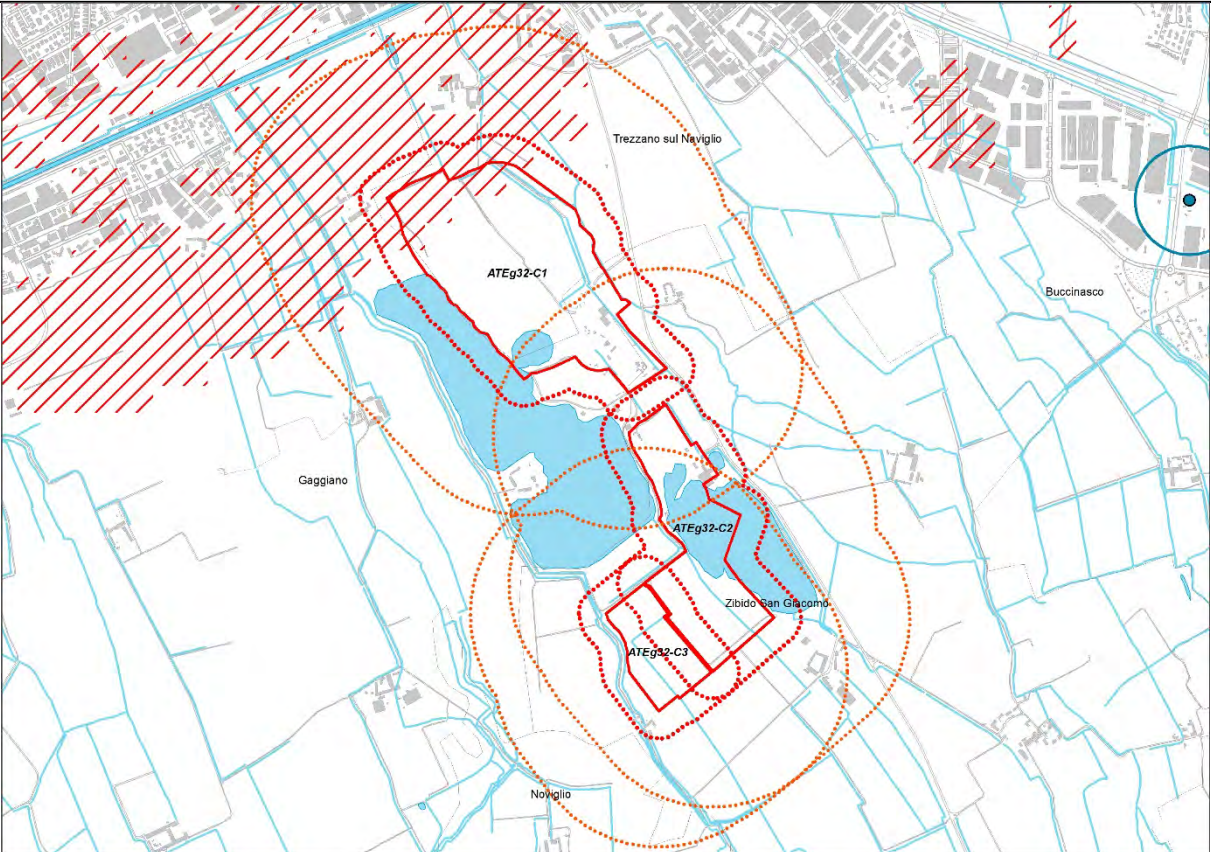 Trezzano sul Naviglio
ATEg32-C1
Buccinasco
Gaggiano
ATEg32-C2
Zibido San Giacomo
ATEg32-C3
Noviglio